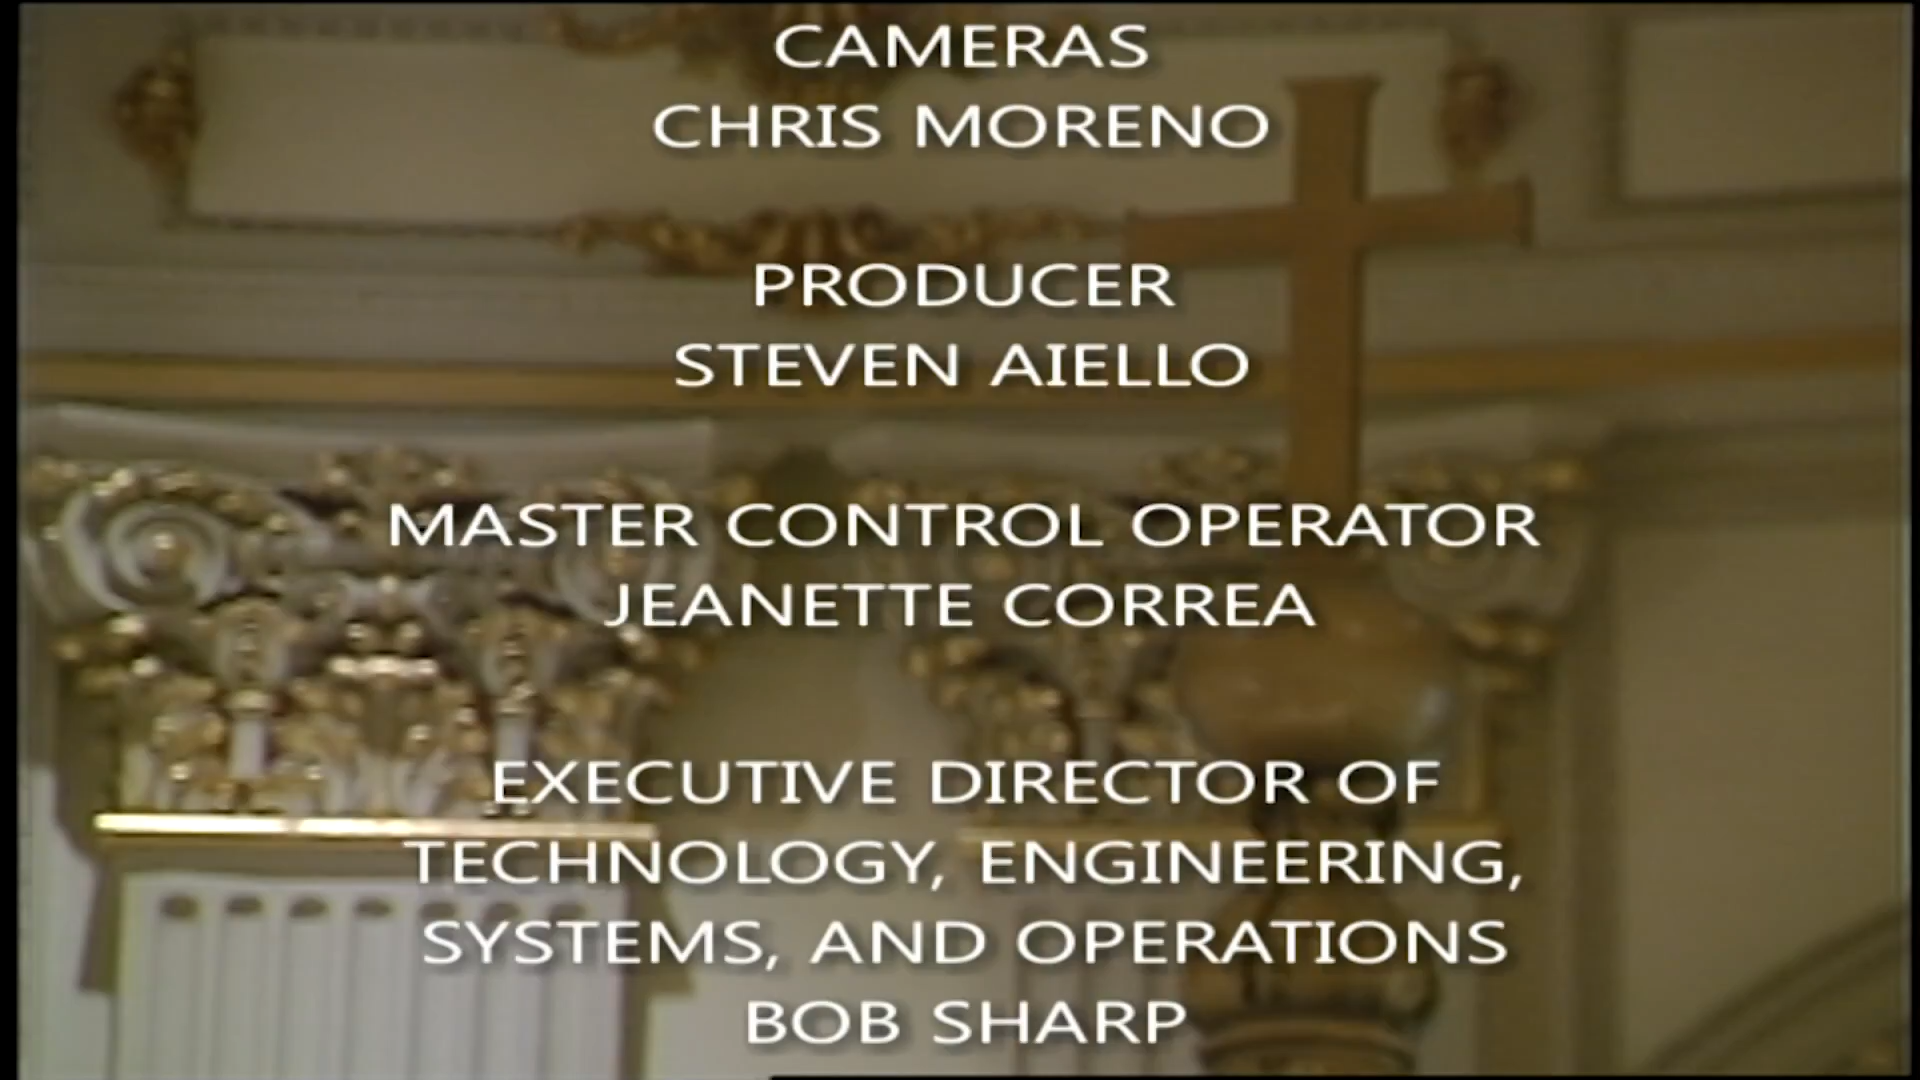 CAMERAS
CHRIS MORENO
PRODUCER
STEVEN AIELLO
MASTER CONTROL OPERATOR
JEANETTE CORREA
EXECUTIVE DIRECTOR OF
TECHNOLOGY, ENGINEERING,
SYSTEMS, AND OPERATIONS
BOB SHARP